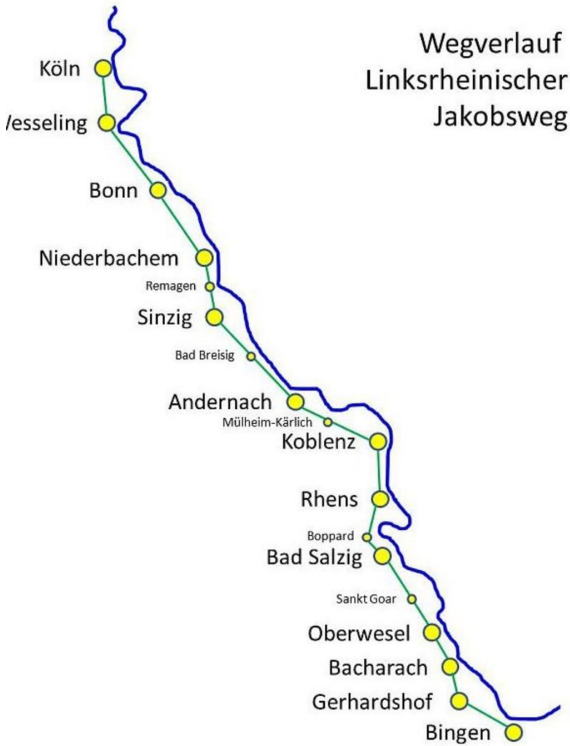 Wegverlauf
Linksrheinischer
Jakobsweg
Köln
Vesseling
Bonn
Niederbachem
Remagen
Sinzig
Bad Breisig
Andernach
Mülheim-Kärlich
Koblenz
Rhens
Boppard
Bad Salzig
Sankt Goar
Oberwesel
Bacharach
Gerhardshof
Bingen